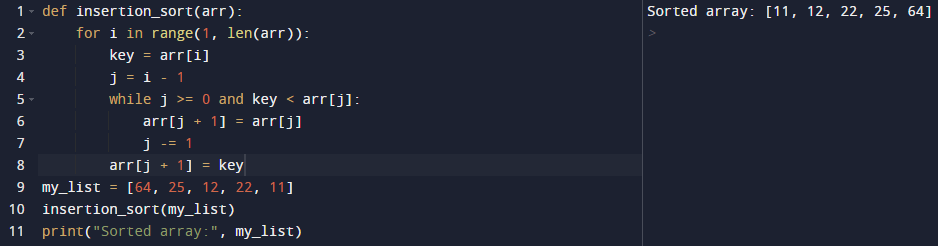 1 def insertion_sort(arr):
2     for i in range(1, len(arr)):
3         key = arr[i]
4         j = i - 1
5         while j >= 0 and key < arr[j]:
6             arr[j + 1] = arr[j]
7             j -= 1
8         arr[j + 1] = key
9 my_list = [64, 25, 12, 22, 11]
10 insertion_sort(my_list)
11 print("Sorted array:", my_list)
Sorted array: [11, 12, 22, 25, 64]
>